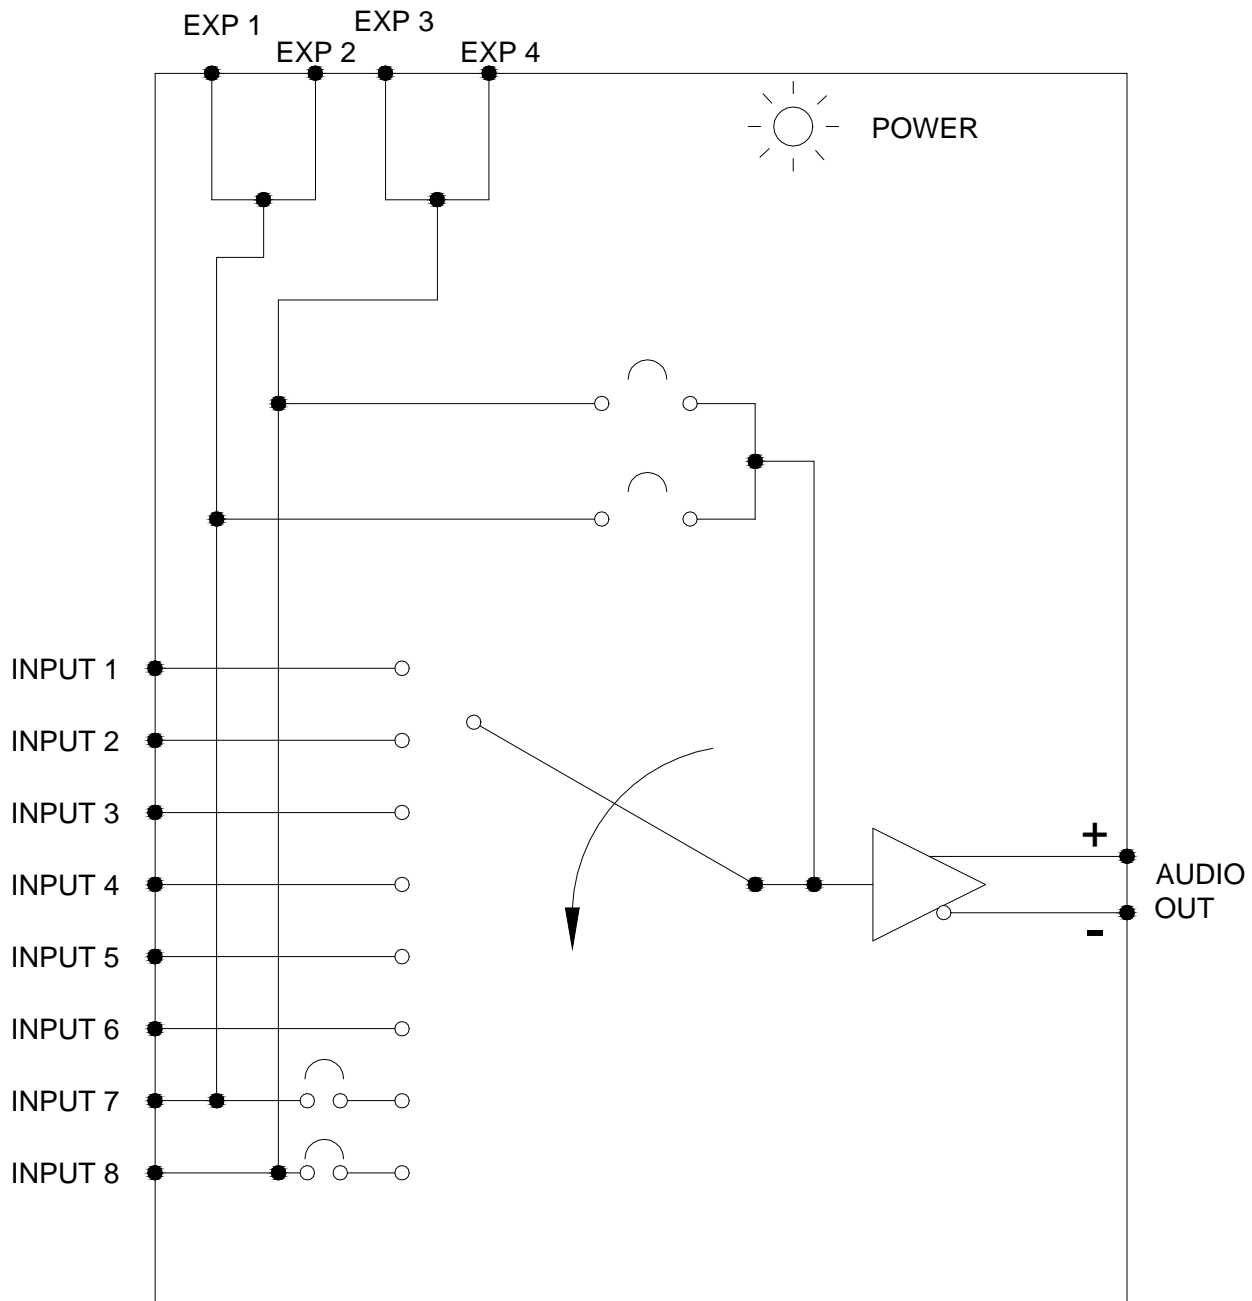 EXP 1
EXP 2
EXP 3
EXP 4
POWER
INPUT 1
INPUT 2
INPUT 3
INPUT 4
INPUT 5
INPUT 6
INPUT 7
INPUT 8
+
AUDIO
OUT
-